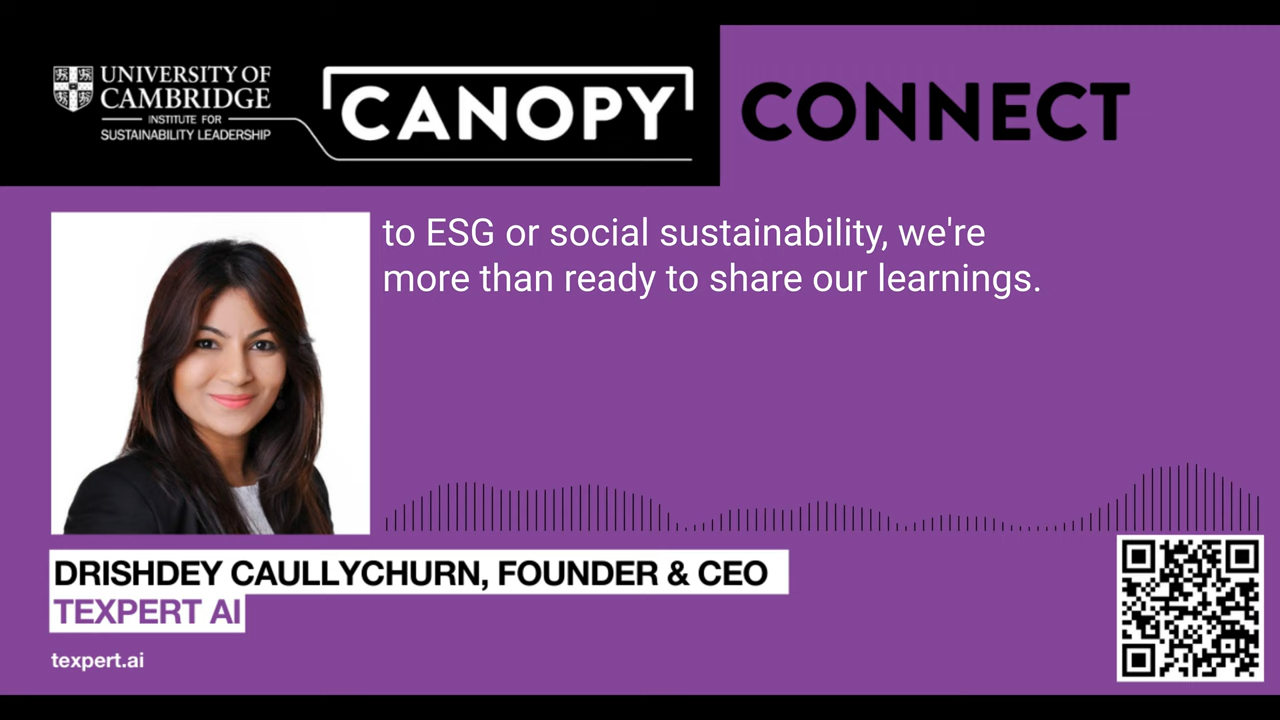 UNIVERSITY OF
CAMBRIDGE
INSTITUTE FOR
SUSTAINABILITY LEADERSHIP
CANOPY
CONNECT
to ESG or social sustainability, we're
more than ready to share our learnings.
DRISHDEY CAULLYCHURN, FOUNDER & CEO
TEXPERT AI
texpert.ai